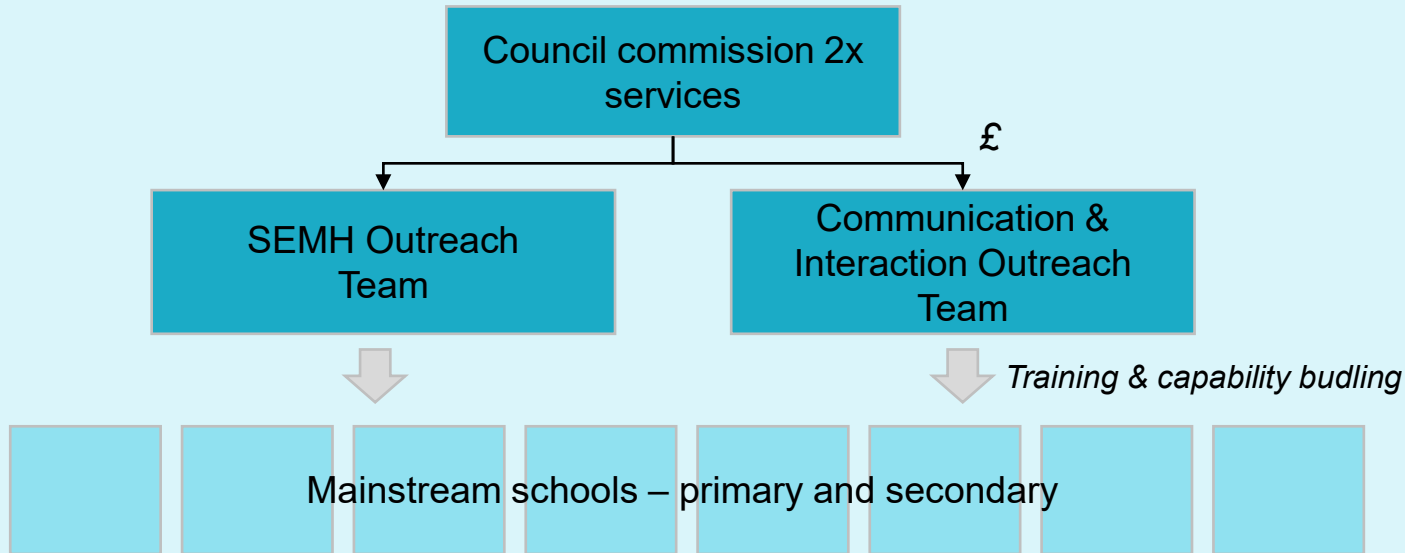 Council commission 2x
services
£
SEMH Outreach
Team
Communication &
Interaction Outreach
Team
Training & capability budling
Mainstream schools – primary and secondary